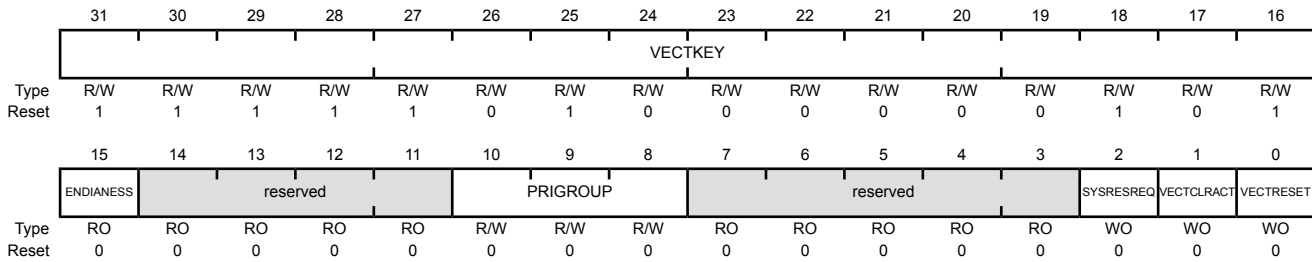 31 30 29 28 27 26 25 24 23 22 21 20 19 18 17 16
VECTKEY
Type R/W R/W R/W R/W R/W R/W R/W R/W R/W R/W R/W R/W R/W R/W R/W R/W
Reset 1 1 1 1 1 0 1 0 0 0 0 0 0 1 0 1
15 14 13 12 11 10 9 8 7 6 5 4 3 2 1 0
ENDIANESS reserved PRIGROUP reserved SYSRESREQ VECTCLRACT VECTRESET
Type RO RO RO RO RO R/W R/W R/W RO RO RO RO RO WO WO WO
Reset 0 0 0 0 0 0 0 0 0 0 0 0 0 0 0 0